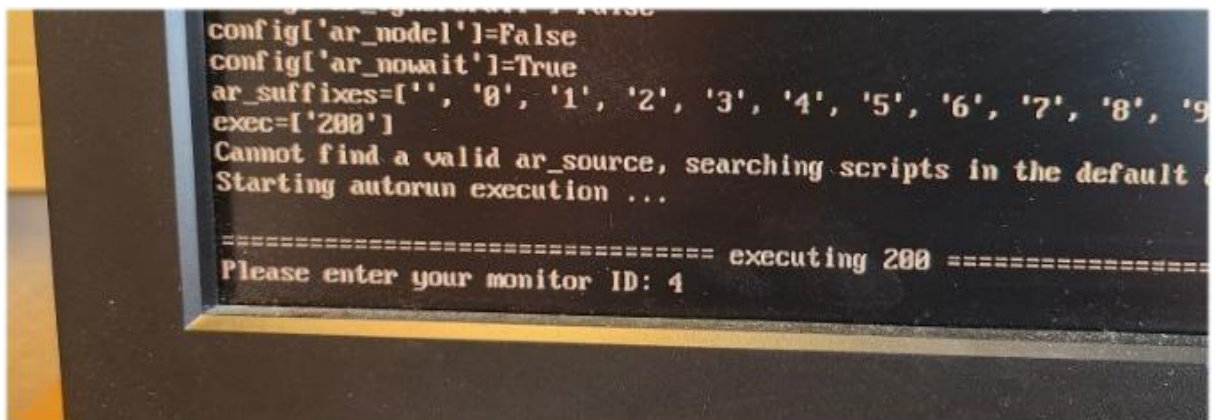 config['ar_nodel']=False
config['ar_nowait']=True
ar_suffixes=['', '0', '1', '2', '3', '4', '5', '6', '7', '8', '9
exec=['200']
Cannot find a valid ar_source, searching scripts in the default
Starting autorun execution ...
================================== executing 200 ==================
Please enter your monitor ID: 4